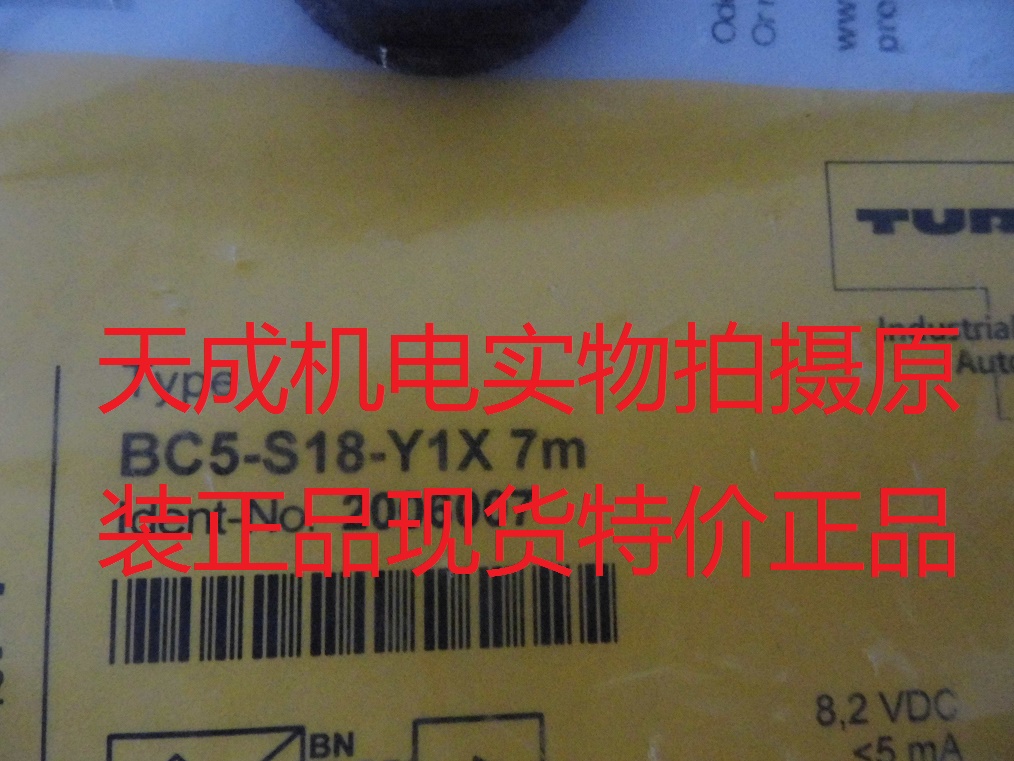 TUR
Industrial
Auto
天成机电实物拍摄原
Type
BC5-S18-Y1X 7m
装正品现货特价正品
Ident-No.
BN
8,2 VDC
≤5 mA